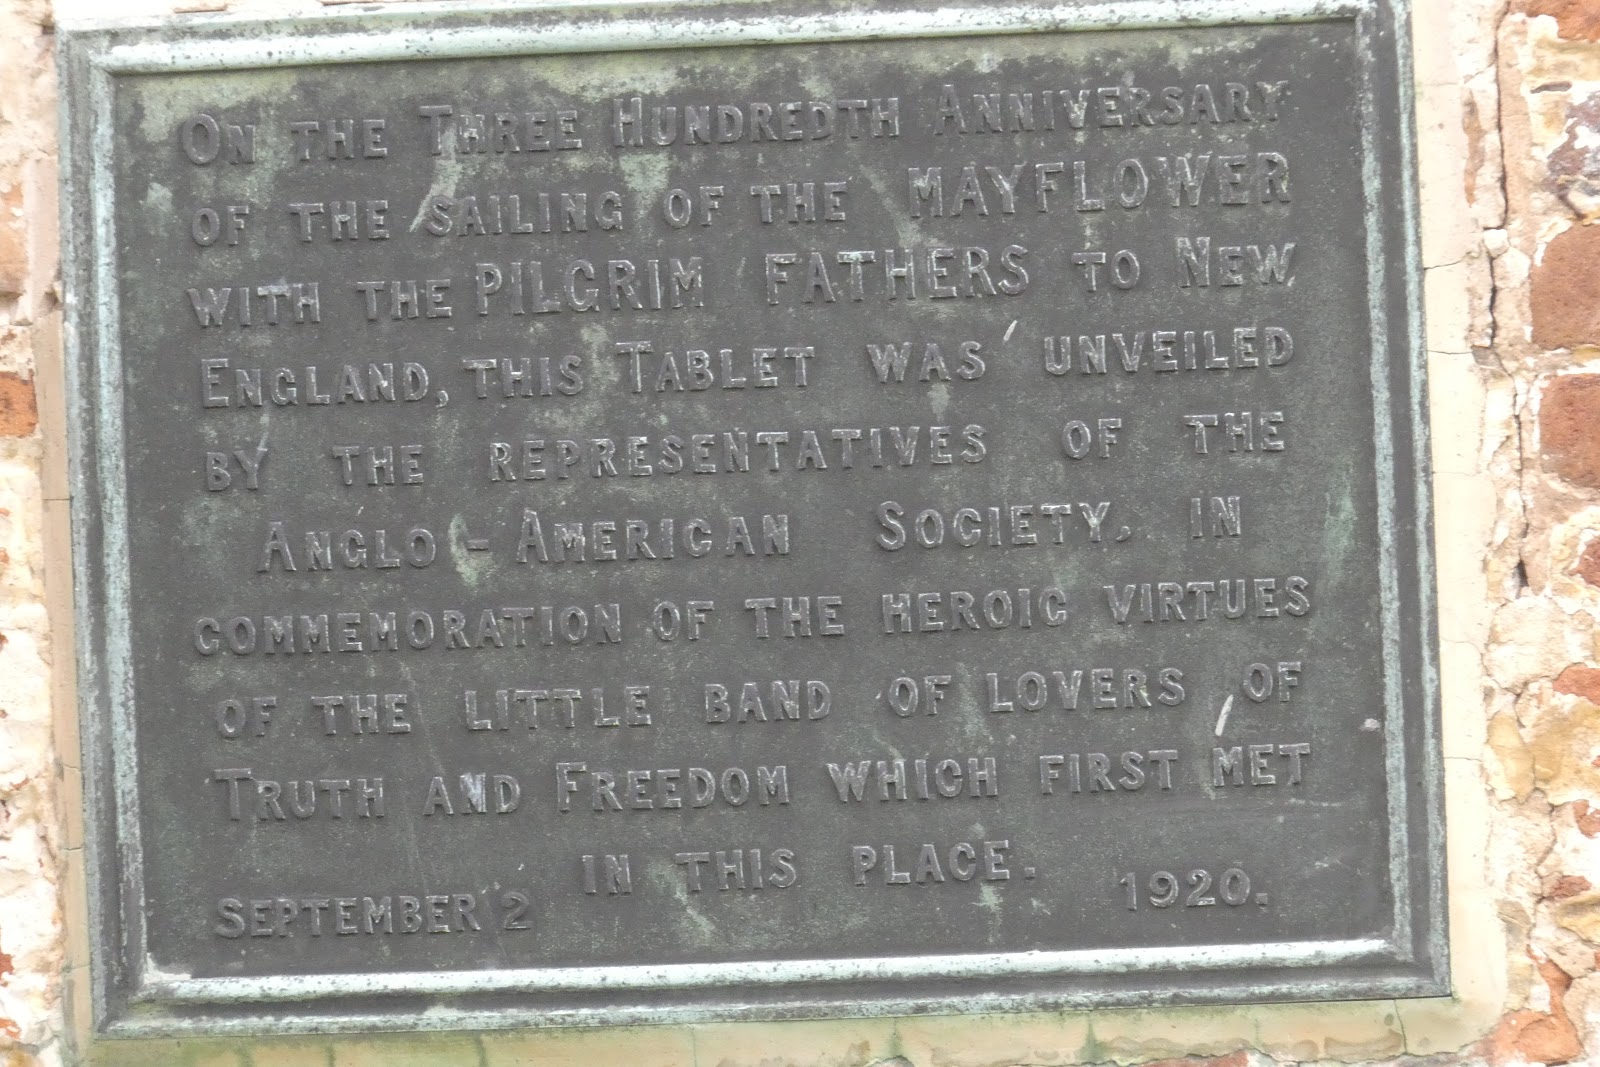 On the Three Hundredth Anniversary
of the sailing of the MAYFLOWER
with the PILGRIM FATHERS to New
England, this Tablet was unveiled
by the representatives of the
Anglo - American Society, in
commemoration of the heroic virtues
of the little band of lovers of
Truth and Freedom which first met
in this place.
September 2 1920.